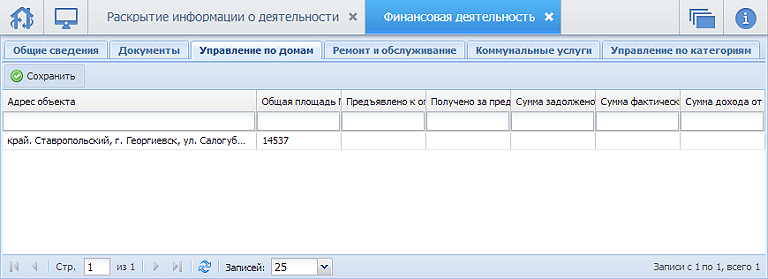 Раскрытие информации о деятельности Финансовая деятельность
Общие сведения Документы Управление по домам Ремонт и обслуживание Коммунальные услуги Управление по категориям
Сохранить
Адрес объекта Общая площадь Предъявлено к оп Получено за пред Сумма задолжено Сумма фактическ Сумма дохода от
край. Ставропольский, г. Георгиевск, ул. Салогуб... 14537
Стр. 1 из 1 Записей: 25 Записи с 1 по 1, всего 1